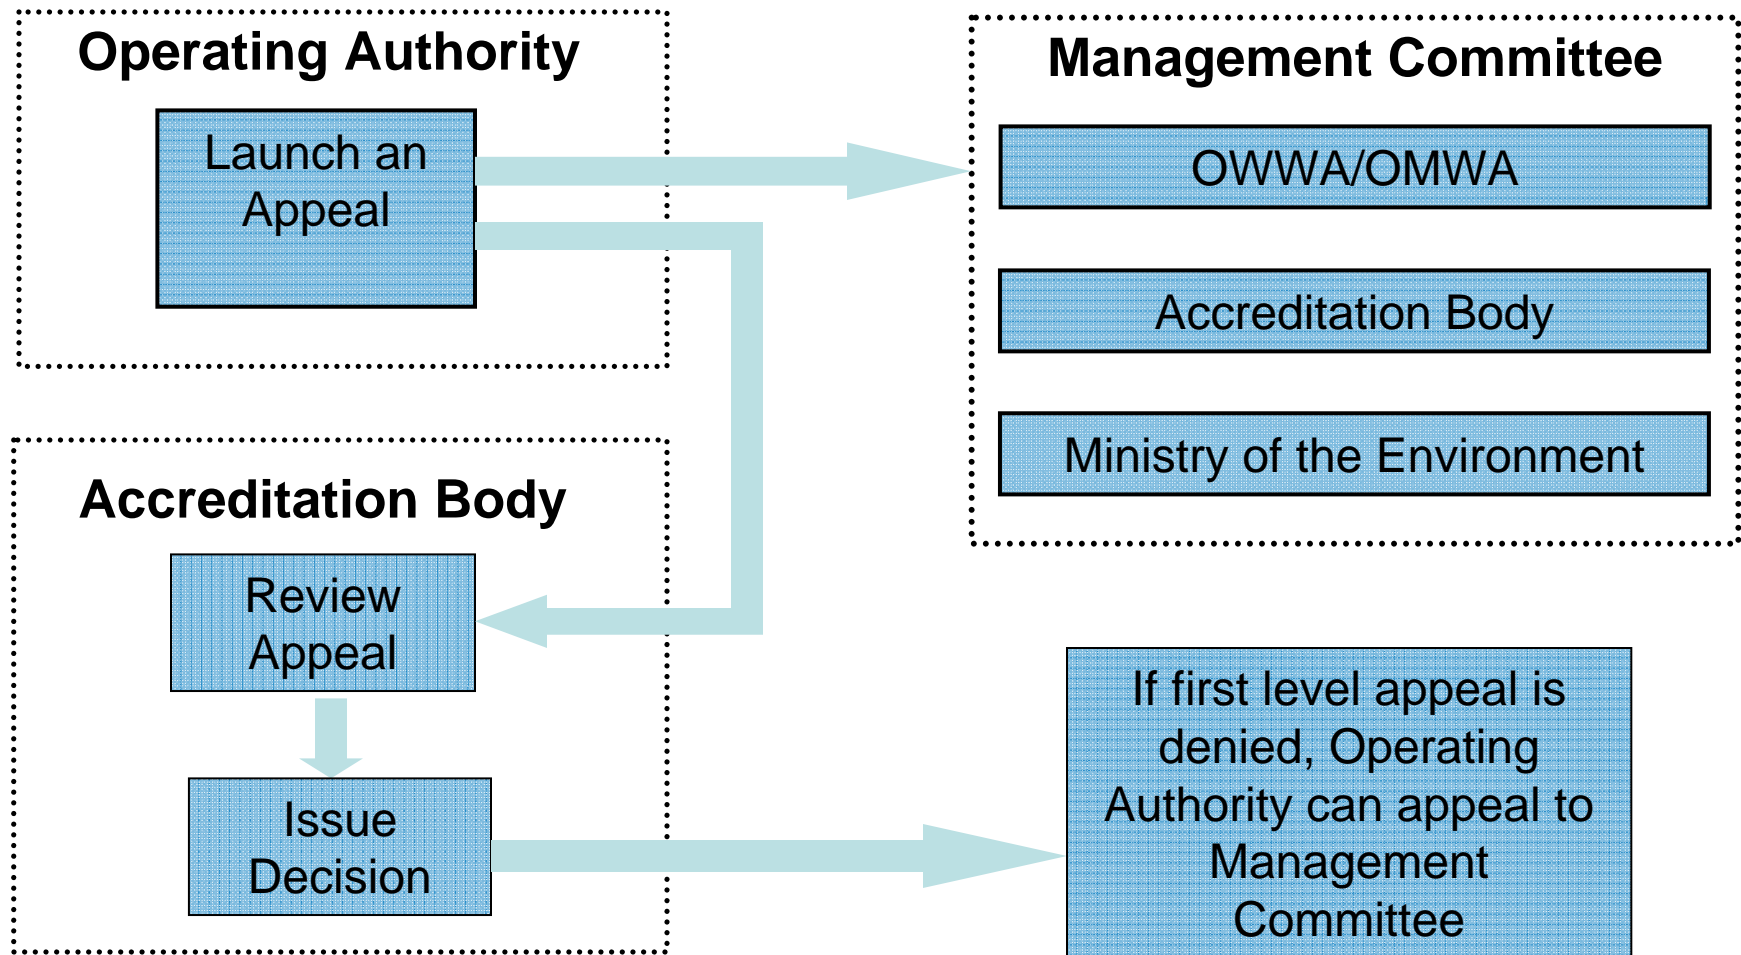 Operating Authority
Launch an
Appeal
Management Committee
OWWA/OMWA
Accreditation Body
Ministry of the Environment
Accreditation Body
Review
Appeal
Issue
Decision
If first level appeal is
denied, Operating
Authority can appeal to
Management
Committee